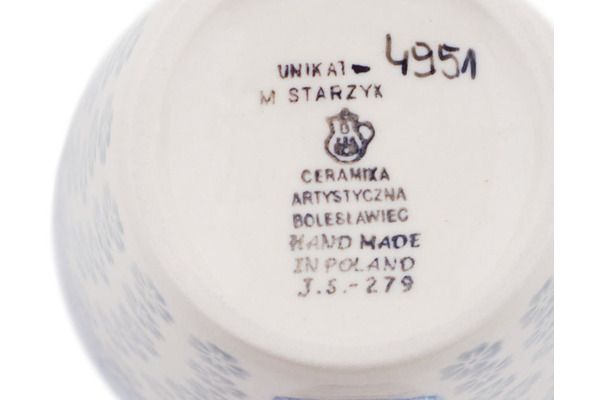 UNIKAT 4951
M STARZYK
B
CERAMIKA
ARTYSTYCZNA
BOLESŁAWIEC
HAND MADE
IN POLAND
J.S.-279